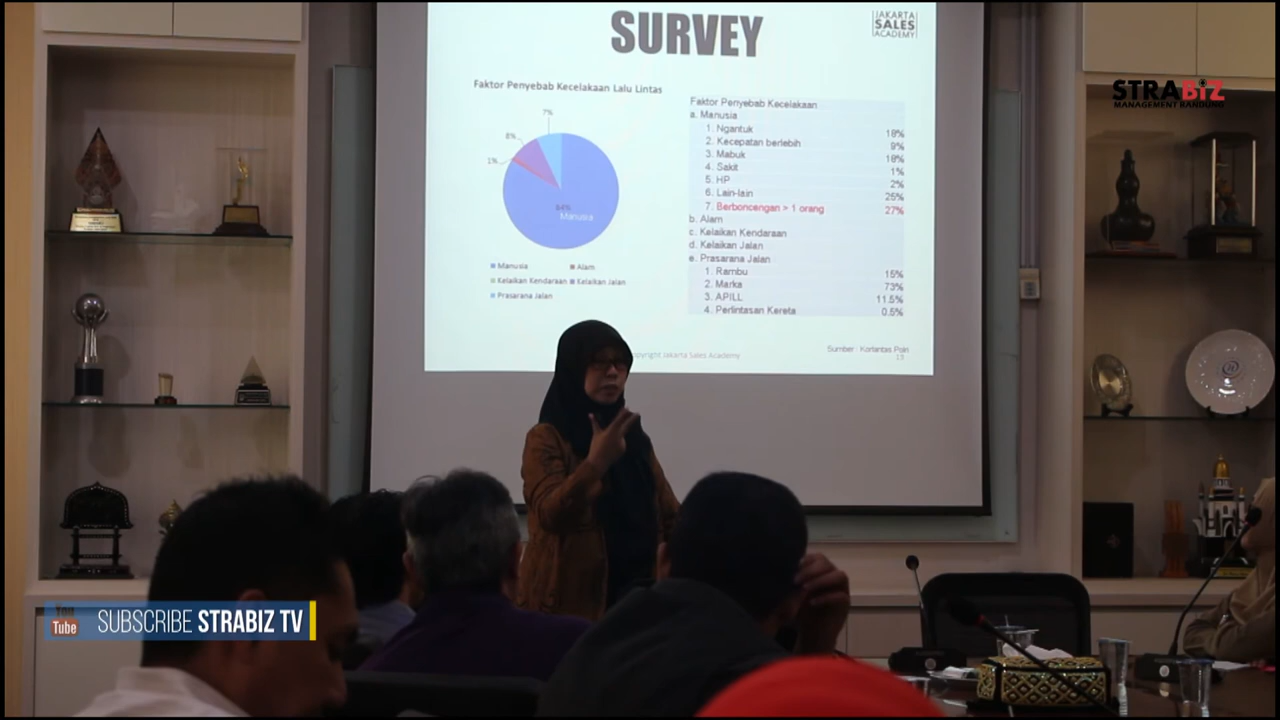 SURVEY
JAKARTA
SALES
ACADEMY
STRABIZ
MANAGEMENT BANDUNG
Faktor Penyebab Kecelakaan Lalu Lintas
7%
8%
1%
84%
Manusia
Manusia
Alam
Kelaikan Kendaraan
Kelaikan Jalan
Prasarana Jalan
Faktor Penyebab Kecelakaan
a. Manusia
1. Ngantuk 18%
2. Kecepatan berlebih 9%
3. Mabuk 18%
4. Sakit 1%
5. HP 2%
6. Lain-lain 25%
7. Berboncengan > 1 orang 27%
b. Alam
c. Kelaikan Kendaraan
d. Kelaikan Jalan
e. Prasarana Jalan
1. Rambu 15%
2. Marka 73%
3. APILL 11.5%
4. Perlintasan Kereta 0.5%
Sumber : Korlantas Polri
13
opyright Jakarta Sales Academy
You
Tube
SUBSCRIBE STRABIZ TV